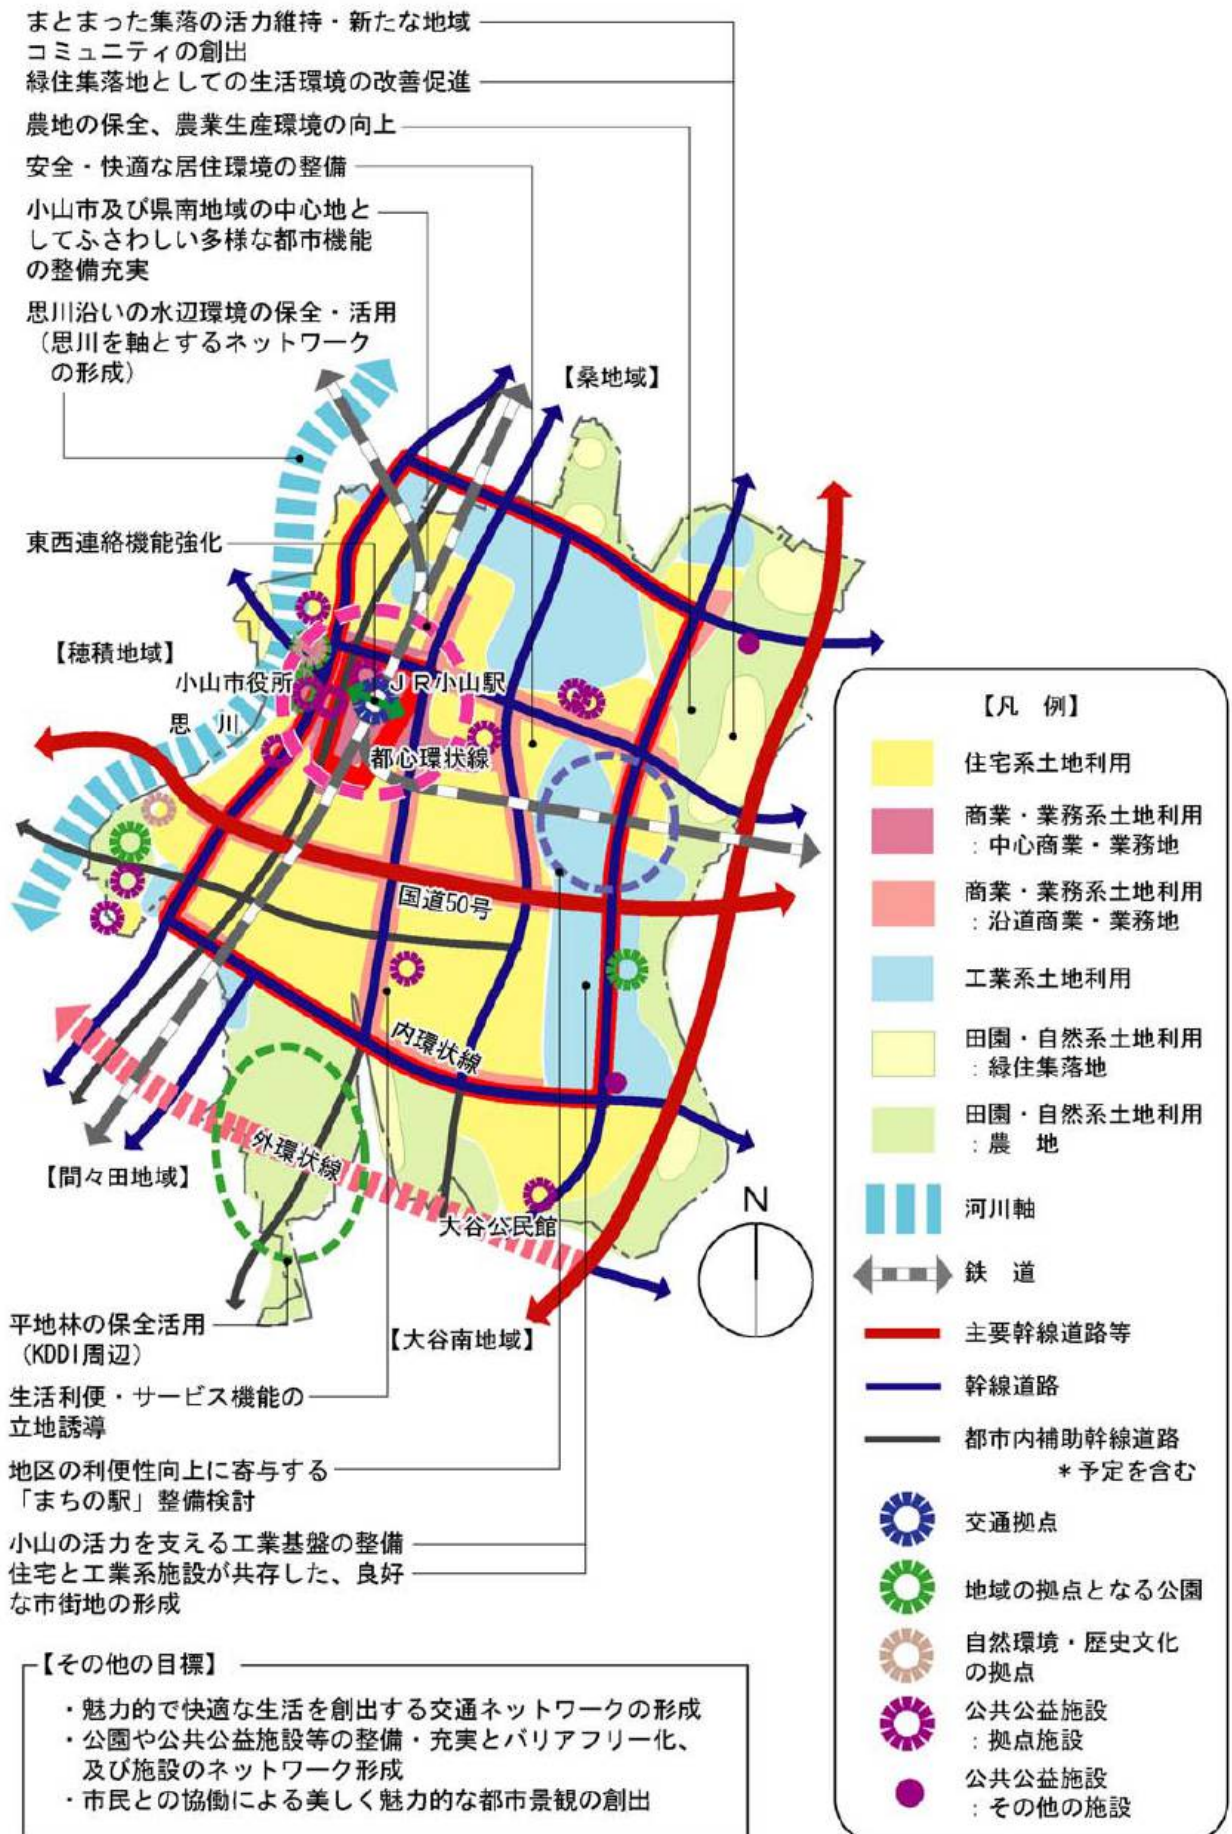 まとまった集落の活力維持・新たな地域
コミュニティの創出
緑住集落地としての生活環境の改善促進
農地の保全、農業生産環境の向上
安全・快適な居住環境の整備
小山市及び県南地域の中心地と
してふさわしい多様な都市機能
の整備充実
思川沿いの水辺環境の保全・活用
(思川を軸とするネットワーク
の形成)
【桑地域】
東西連絡機能強化
【穂積地域】
小山市役所
JR小山駅
思 川
都心環状線
国道50号
内環状線
外環状線
【間々田地域】
大谷公民館
N
平地林の保全活用
(KDDI周辺)
【大谷南地域】
生活利便・サービス機能の
立地誘導
地区の利便性向上に寄与する
「まちの駅」整備検討
小山の活力を支える工業基盤の整備
住宅と工業系施設が共存した、良好
な市街地の形成
【その他の目標】
・魅力的で快適な生活を創出する交通ネットワークの形成
・公園や公共公益施設等の整備・充実とバリアフリー化、
及び施設のネットワーク形成
・市民との協働による美しく魅力的な都市景観の創出
【凡 例】
住宅系土地利用
商業・業務系土地利用
:中心商業・業務地
商業・業務系土地利用
:沿道商業・業務地
工業系土地利用
田園・自然系土地利用
:緑住集落地
田園・自然系土地利用
:農 地
河川軸
鉄 道
主要幹線道路等
幹線道路
都市内補助幹線道路
*予定を含む
交通拠点
地域の拠点となる公園
自然環境・歴史文化
の拠点
公共公益施設
:拠点施設
公共公益施設
:その他の施設